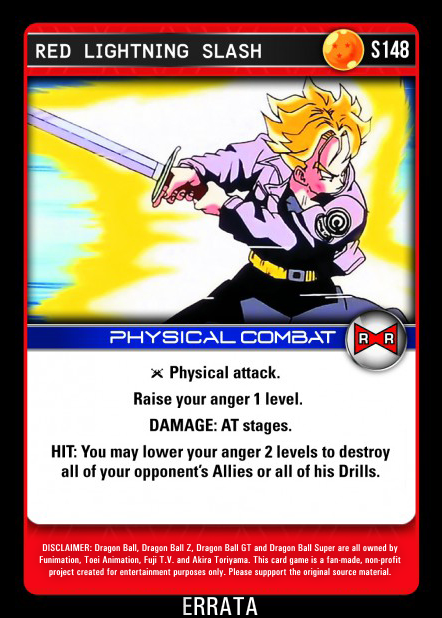 RED LIGHTNING SLASH S148
PHYSICAL COMBAT R R
Physical attack.
Raise your anger 1 level.
DAMAGE: AT stages.
HIT: You may lower your anger 2 levels to destroy
all of your opponent's Allies or all of his Drills.
DISCLAIMER: Dragon Ball, Dragon Ball Z, Dragon Ball GT and Dragon Ball Super are all owned by
Funimation, Toei Animation, Fuji T.V. and Akira Toriyama. This card game is a fan-made, non-profit
project created for entertainment purposes only. Please suppport the original source material.
ERRATA